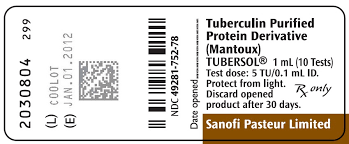 2030804 299
(L) COOLOT
(E) JAN.01.2012
NDC 49281-752-78
Date opened
Tuberculin Purified
Protein Derivative
(Mantoux)
TUBERSOL® 1 mL (10 Tests)
Test dose: 5 TU/0.1 mL ID.
Protect from light.
Discard opened Rx only
product after 30 days.
Sanofi Pasteur Limited